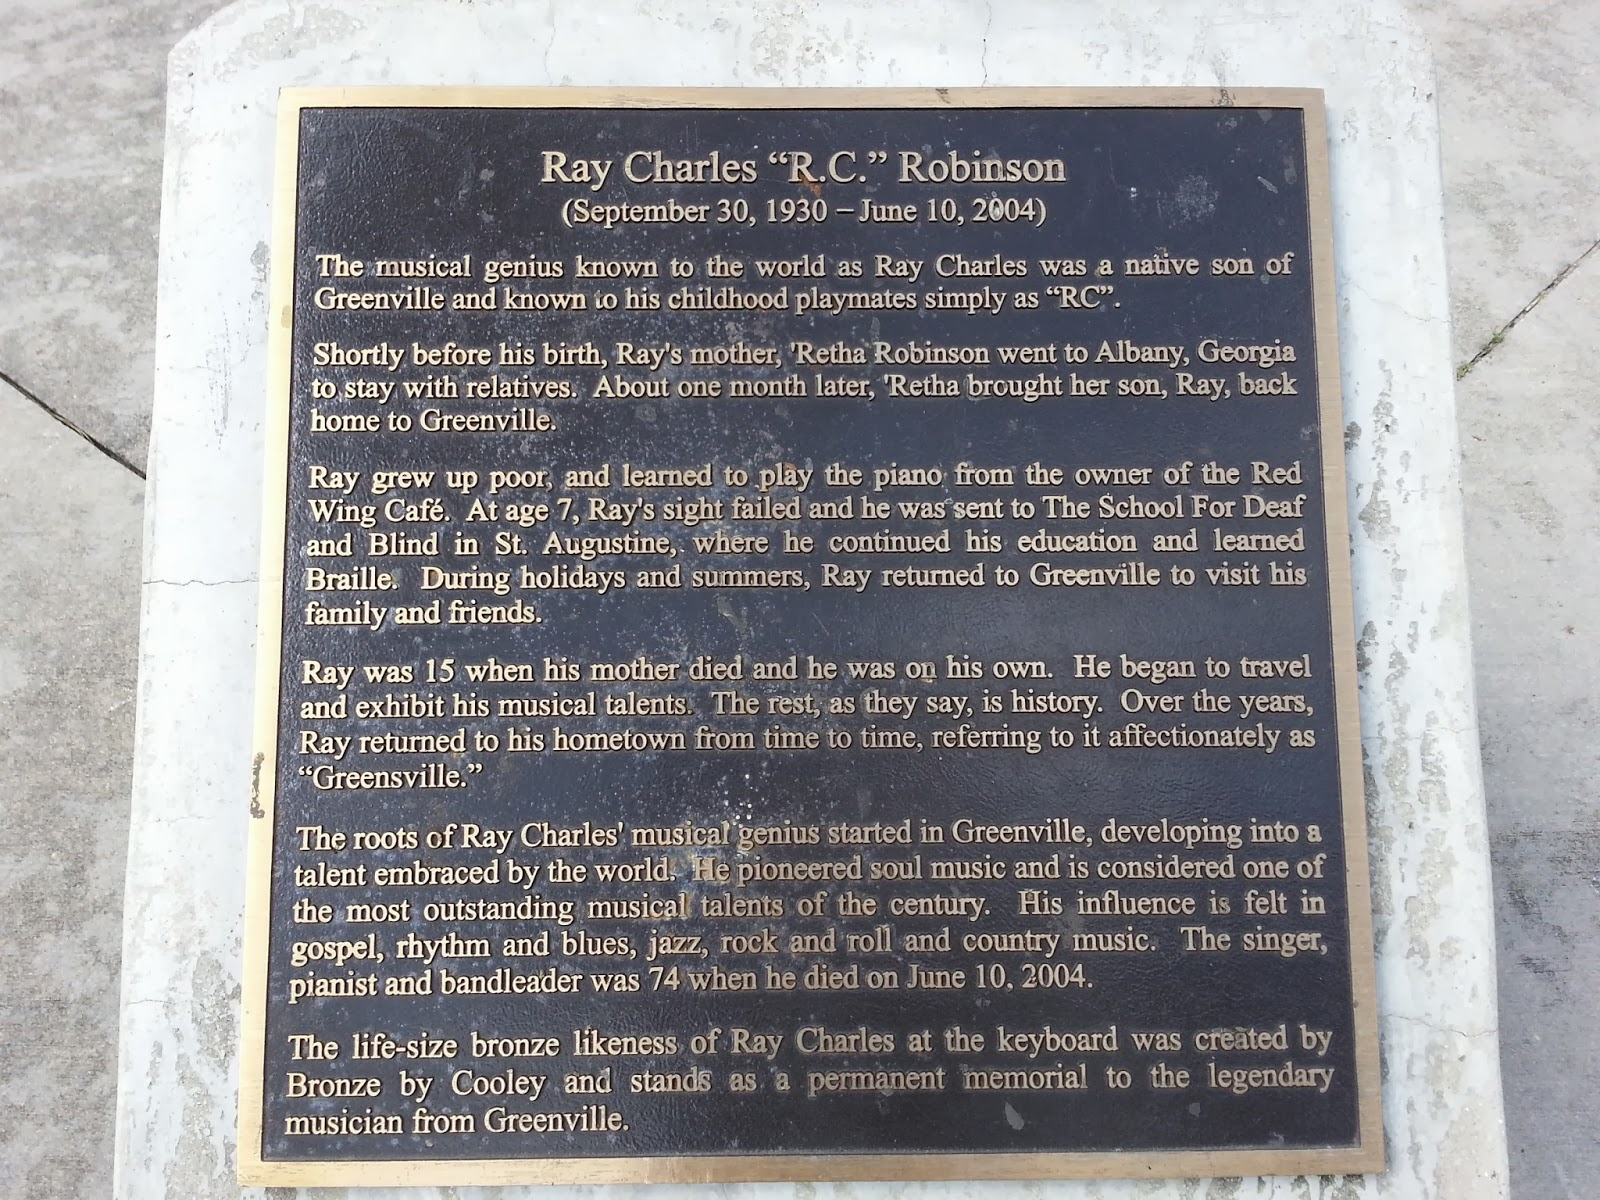 Ray Charles “R.C.” Robinson
(September 30, 1930 – June 10, 2004)
The musical genius known to the world as Ray Charles was a native son of
Greenville and known to his childhood playmates simply as “RC”.
Shortly before his birth, Ray's mother, 'Retha Robinson went to Albany, Georgia
to stay with relatives. About one month later, 'Retha brought her son, Ray, back
home to Greenville.
Ray grew up poor, and learned to play the piano from the owner of the Red
Wing Café. At age 7, Ray's sight failed and he was sent to The School For Deaf
and Blind in St. Augustine, where he continued his education and learned
Braille. During holidays and summers, Ray returned to Greenville to visit his
family and friends.
Ray was 15 when his mother died and he was on his own. He began to travel
and exhibit his musical talents. The rest, as they say, is history. Over the years,
Ray returned to his hometown from time to time, referring to it affectionately as
“Greensville.”
The roots of Ray Charles' musical genius started in Greenville, developing into a
talent embraced by the world. He pioneered soul music and is considered one of
the most outstanding musical talents of the century. His influence is felt in
gospel, rhythm and blues, jazz, rock and roll and country music. The singer,
pianist and bandleader was 74 when he died on June 10, 2004.
The life-size bronze likeness of Ray Charles at the keyboard was created by
Bronze by Cooley and stands as a permanent memorial to the legendary
musician from Greenville.